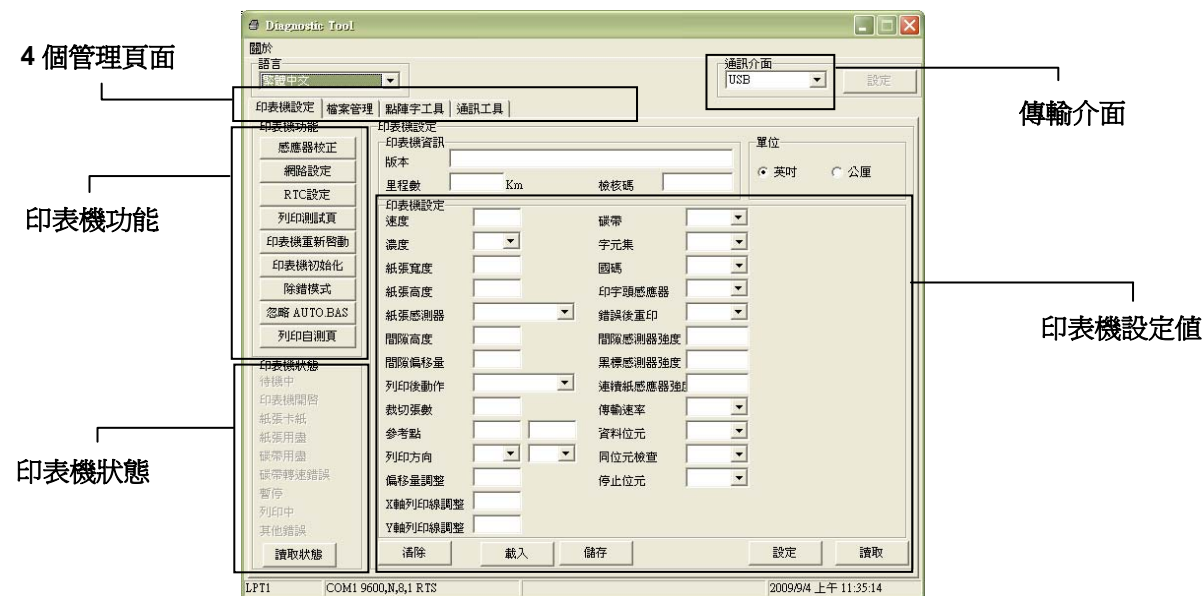 Diagnostic Tool
關於
4 個管理頁面
語言
繁體中文
通訊介面
USB
設定
傳輸介面
印表機設定 檔案管理 點陣字工具 通訊工具
印表機功能
印表機功能
感應器校正
網路設定
RTC設定
列印測試頁
印表機重新啓動
印表機初始化
除錯模式
忽略 AUTO.BAS
列印自測頁
印表機設定
印表機資訊
版本
里程數 Km 檢核碼
單位
英吋 公厘
印表機設定
速度 碳帶
濃度 字元集
紙張寬度 國碼
紙張高度 印字頭感應器
紙張感測器 錯誤後重印
間隙高度 間隙感測器強度
間隙偏移量 黑標感測器強度
列印後動作 連續紙感應器強度
裁切張數 傳輸速率
參考點 資料位元
列印方向 同位元檢查
偏移量調整 停止位元
X軸列印線調整
Y軸列印線調整
清除 載入 儲存 設定 讀取
印表機設定值
印表機狀態
印表機狀態
待機中
印表機開啓
紙張卡紙
紙張用盡
碳帶用盡
碳帶轉速錯誤
暫停
列印中
其他錯誤
讀取狀態
LPT1 COM1 9600,N,8,1 RTS 2009/9/4 上午 11:35:14